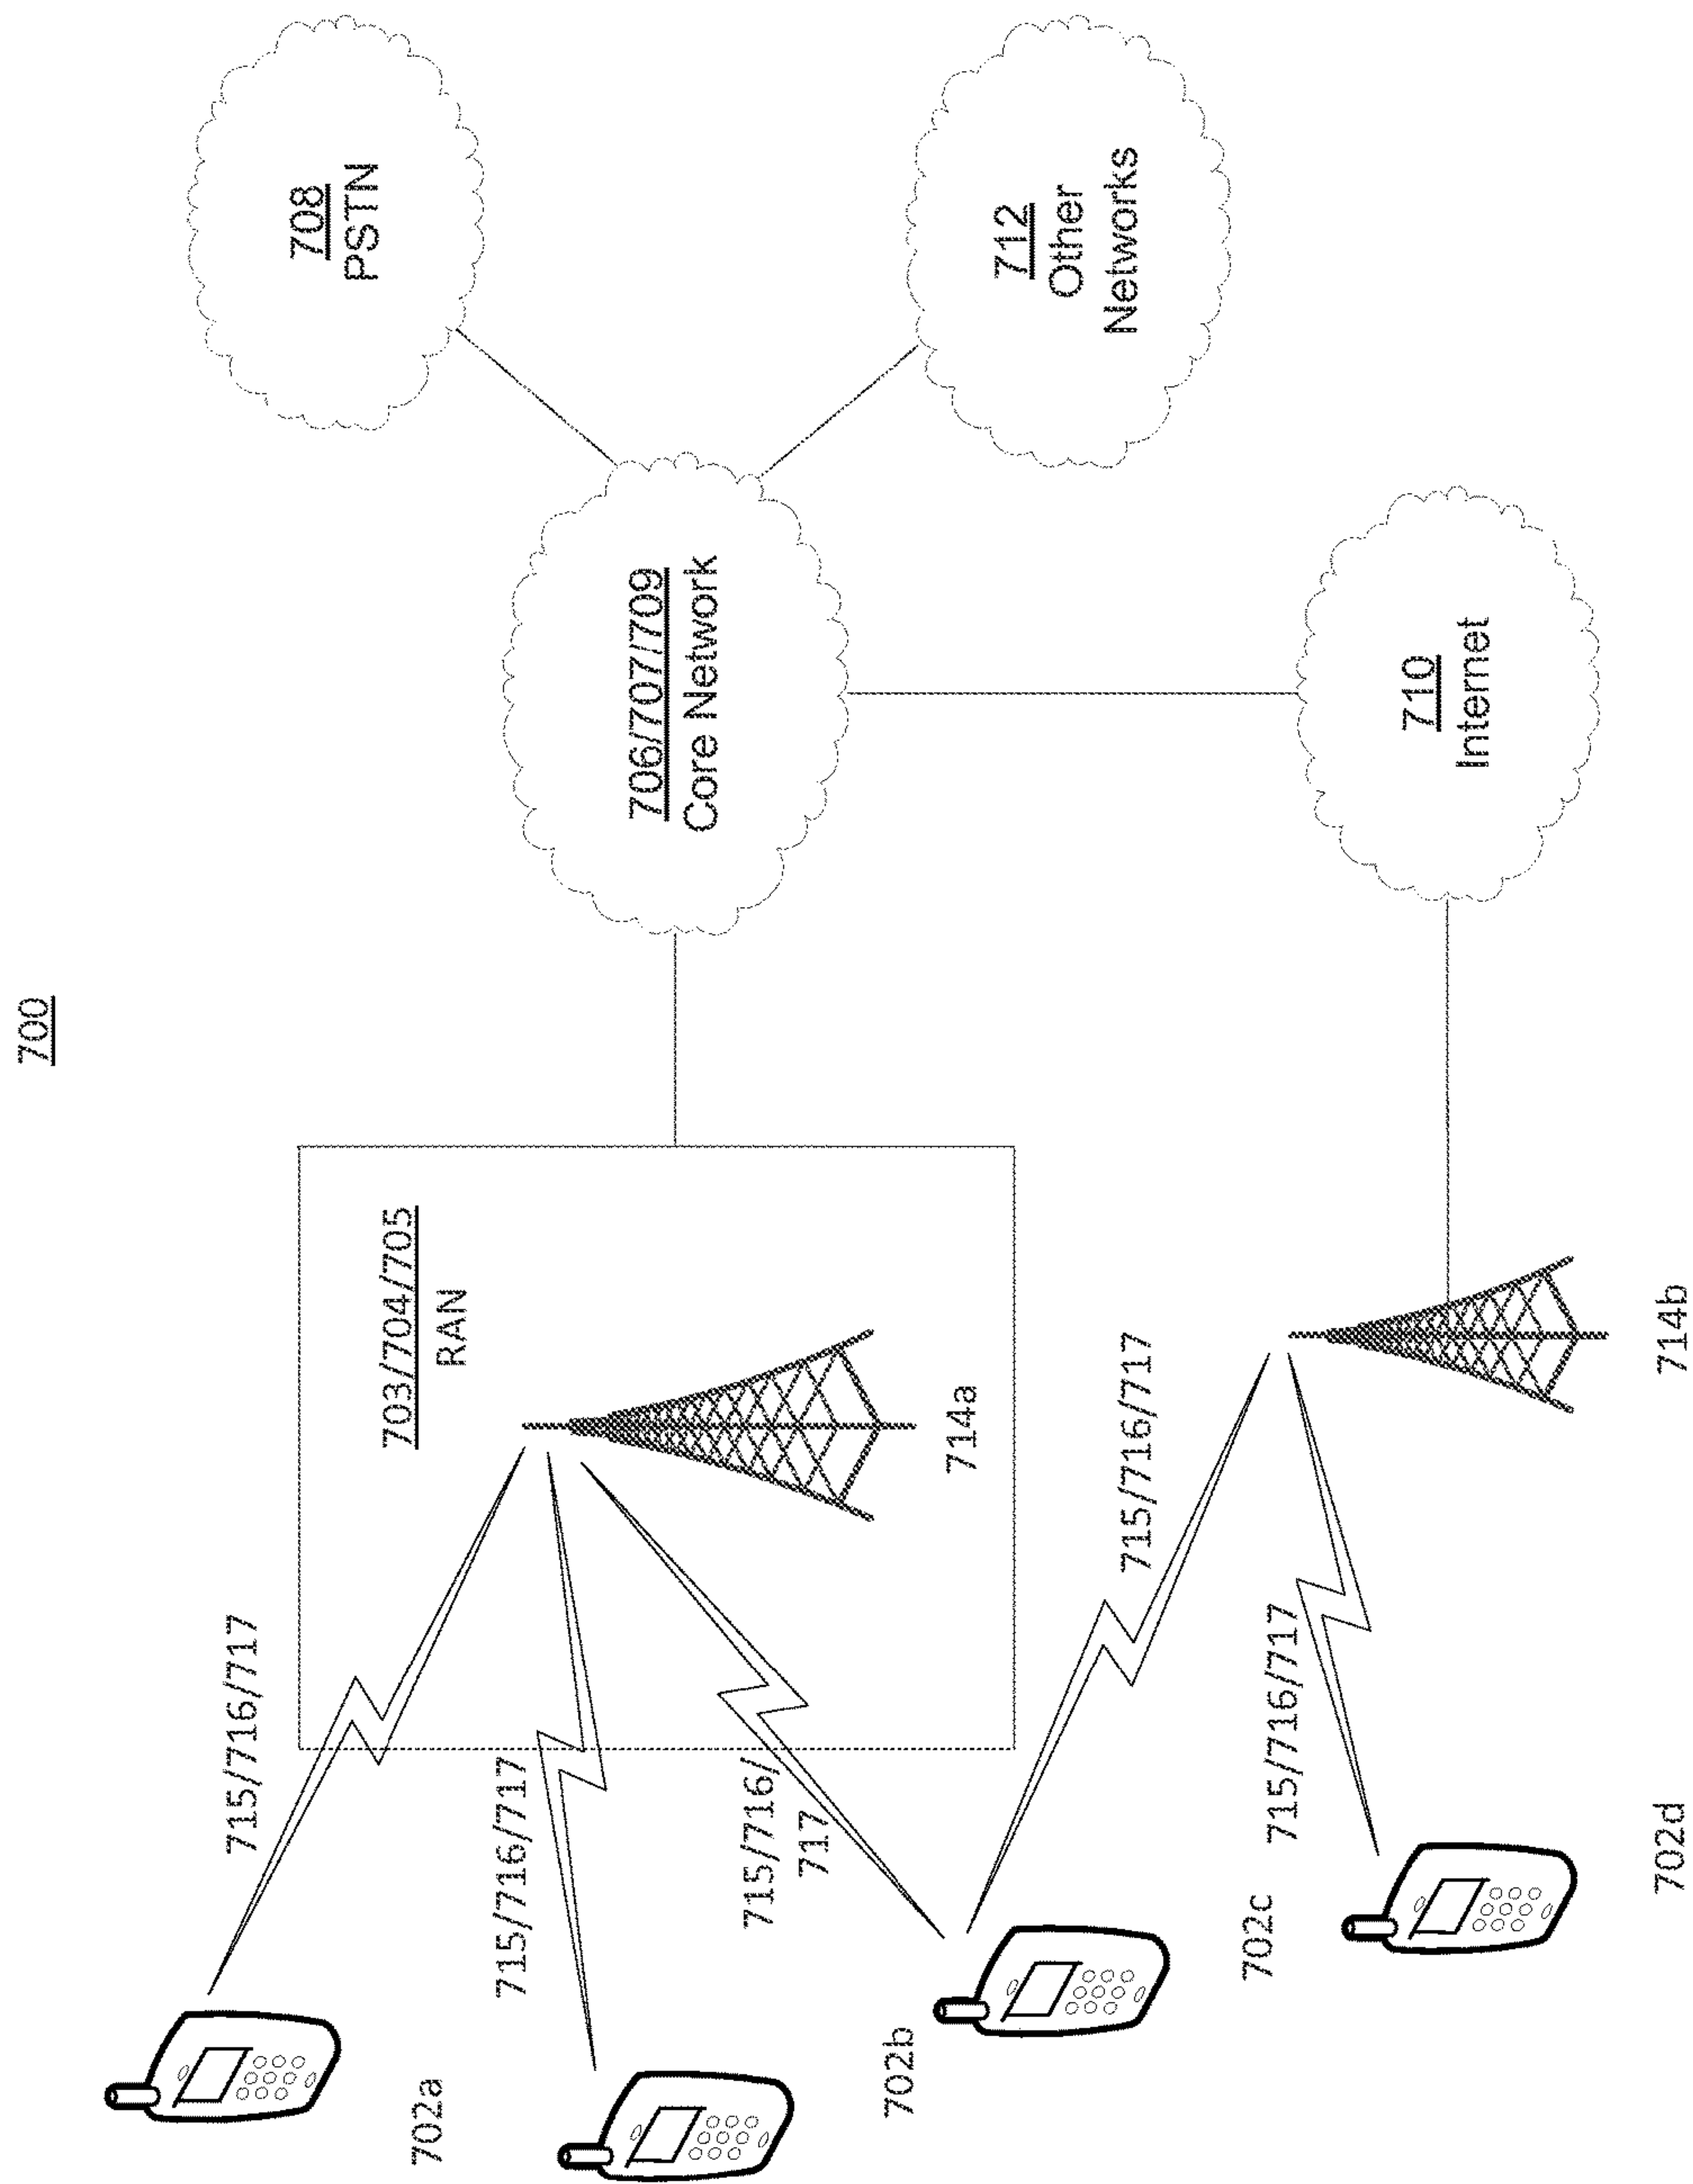 700
715/716/717
703/704/705
RAN
714a
702a
715/716/717
702b
715/716/
717
702c
715/716/717
715/716/717
702d
714b
706/707/709
Core Network
708
PSTN
712
Other
Networks
710
Internet